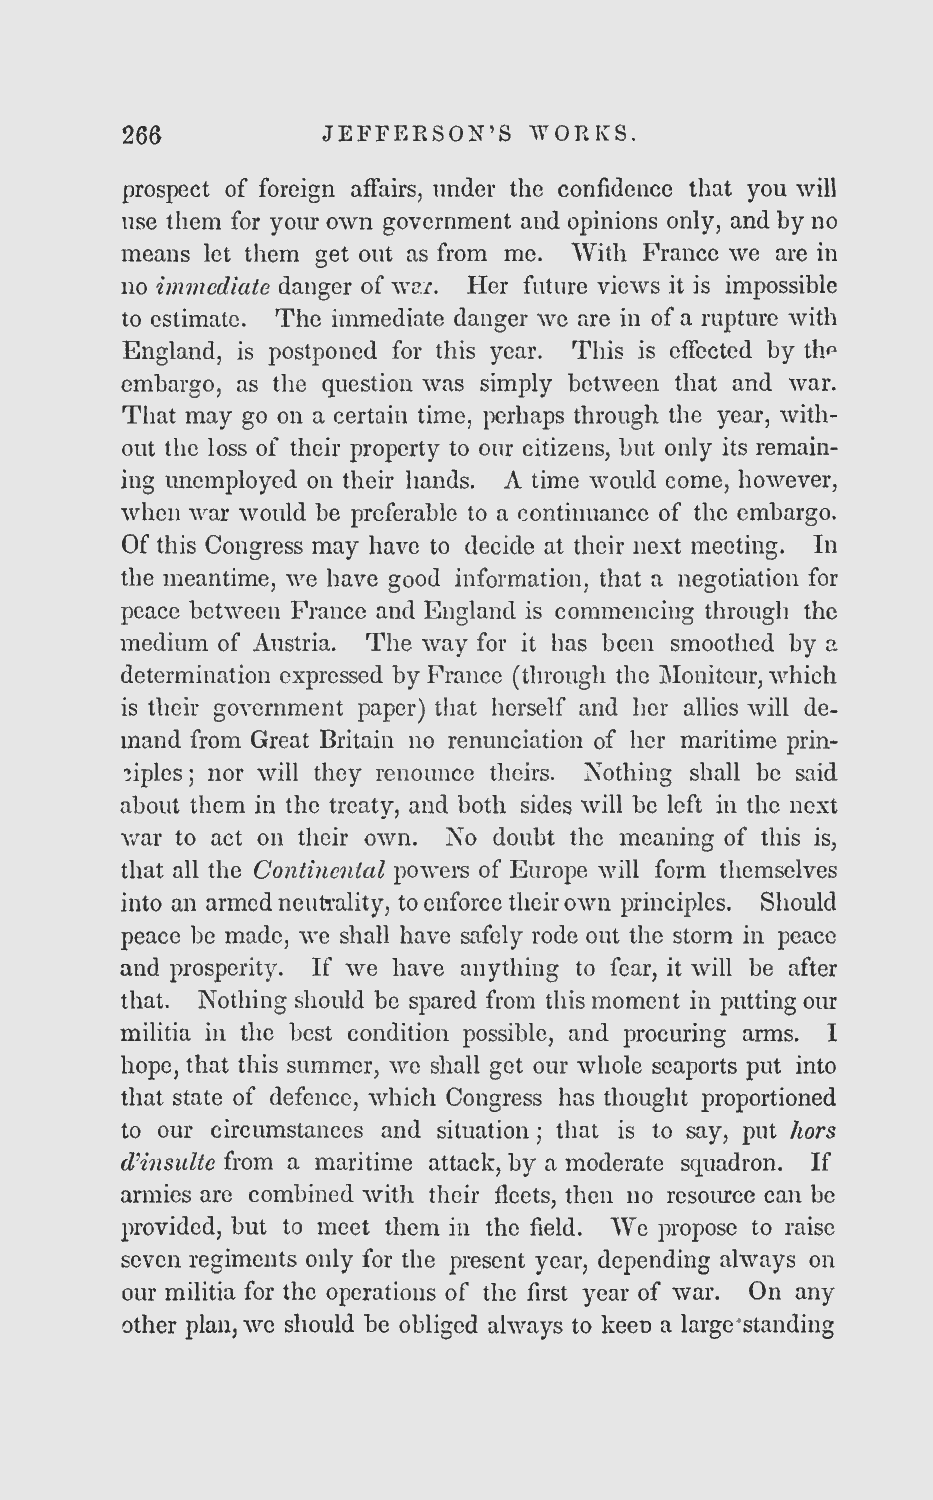 266 JEFFERSON'S WORKS.
prospect of foreign affairs, under the confidence that you will
use them for your own government and opinions only, and by no
means let them get out as from me. With France we are in
no immediate danger of war. Her future views it is impossible
to estimate. The immediate danger we are in of a rupture with
England, is postponed for this year. This is effected by the
embargo, as the question was simply between that and war.
That may go on a certain time, perhaps through the year, with-
out the loss of their property to our citizens, but only its remain-
ing unemployed on their hands. A time would come, however,
when war would be preferable to a continuance of the embargo.
Of this Congress may have to decide at their next meeting. In
the meantime, we have good information, that a negotiation for
peace between France and England is commencing through the
medium of Austria. The way for it has been smoothed by a
determination expressed by France (through the Moniteur, which
is their government paper) that herself and her allies will de-
mand from Great Britain no renunciation of her maritime prin-
ciples; nor will they renounce theirs. Nothing shall be said
about them in the treaty, and both sides will be left in the next
war to act on their own. No doubt the meaning of this is,
that all the Continental powers of Europe will form themselves
into an armed neutrality, to enforce their own principles. Should
peace be made, we shall have safely rode out the storm in peace
and prosperity. If we have anything to fear, it will be after
that. Nothing should be spared from this moment in putting our
militia in the best condition possible, and procuring arms. I
hope, that this summer, we shall get our whole seaports put into
that state of defence, which Congress has thought proportioned
to our circumstances and situation; that is to say, put hors
d'insulte from a maritime attack, by a moderate squadron. If
armies are combined with their fleets, then no resource can be
provided, but to meet them in the field. We propose to raise
seven regiments only for the present year, depending always on
our militia for the operations of the first year of war. On any
other plan, we should be obliged always to keep a large standing